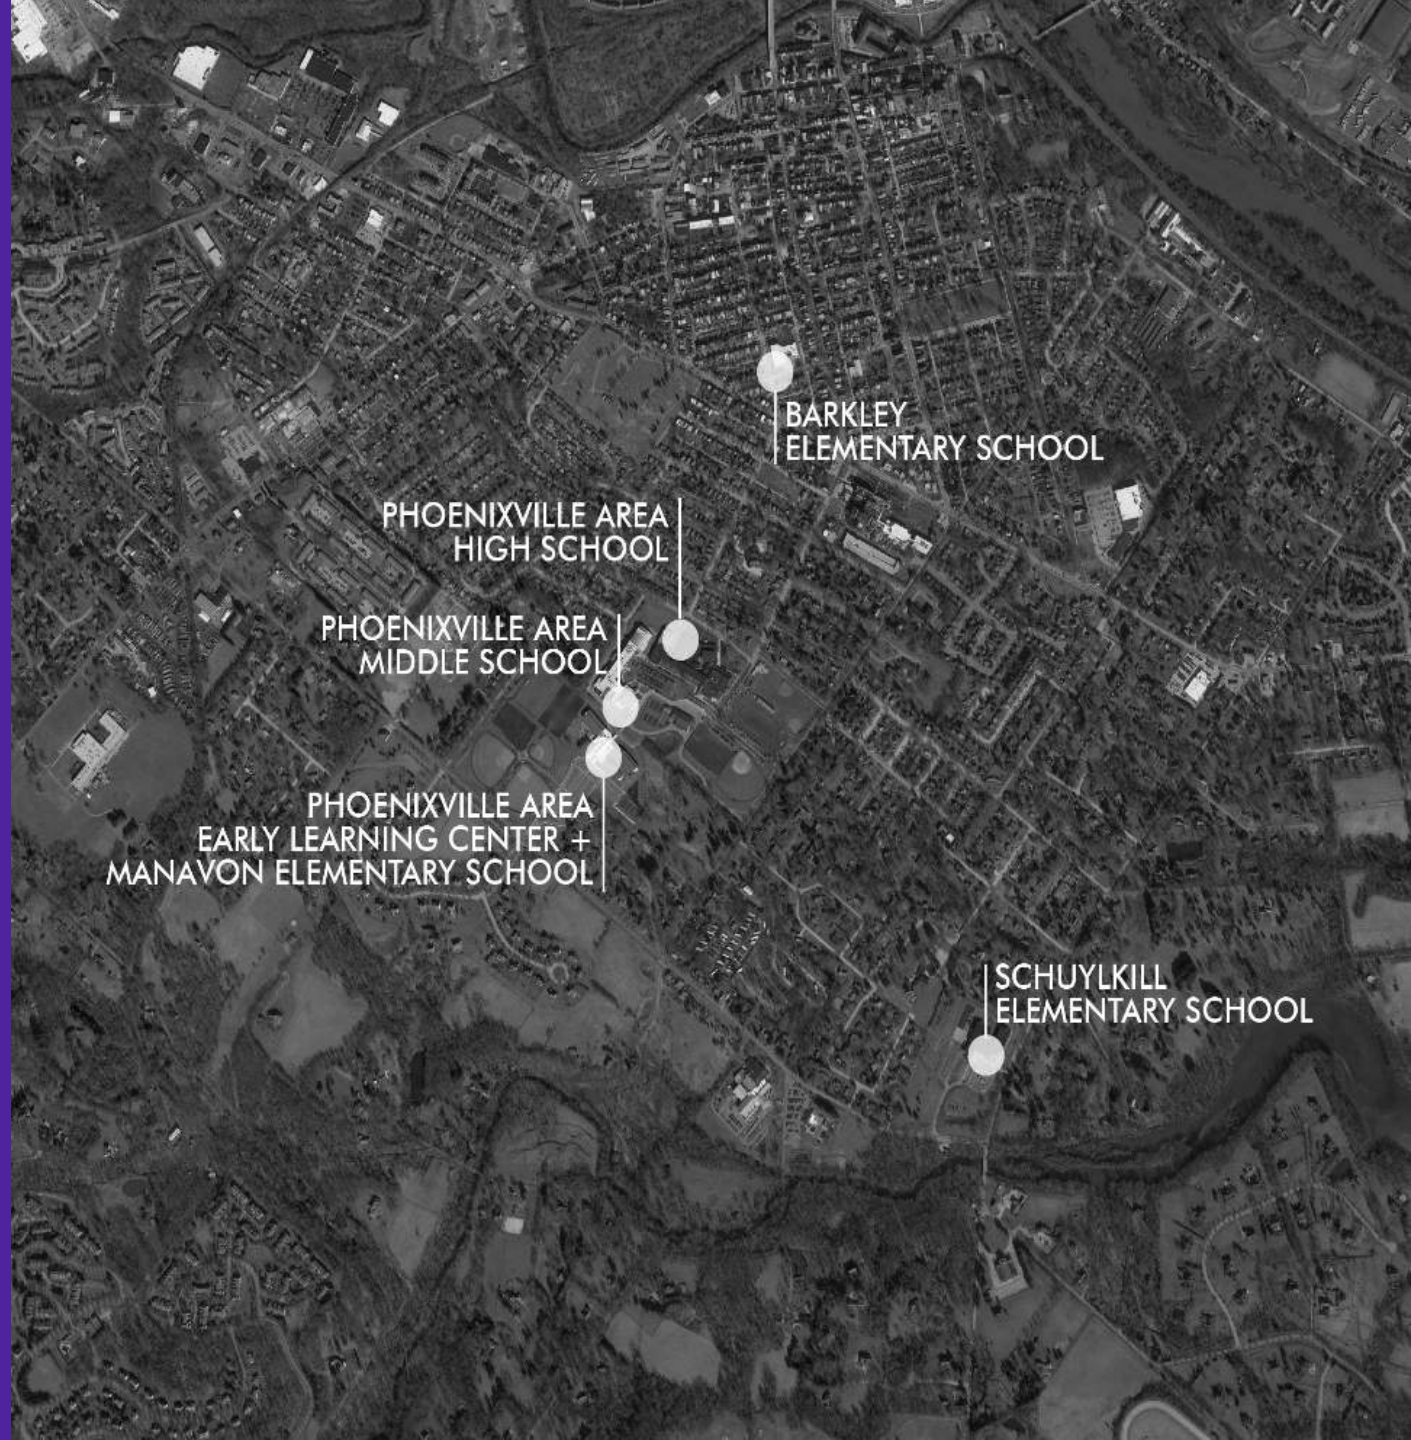 BARKLEY
ELEMENTARY SCHOOL
PHOENIXVILLE AREA
HIGH SCHOOL
PHOENIXVILLE AREA
MIDDLE SCHOOL
PHOENIXVILLE AREA
EARLY LEARNING CENTER +
MANAVON ELEMENTARY SCHOOL
SCHUYLKILL
ELEMENTARY SCHOOL